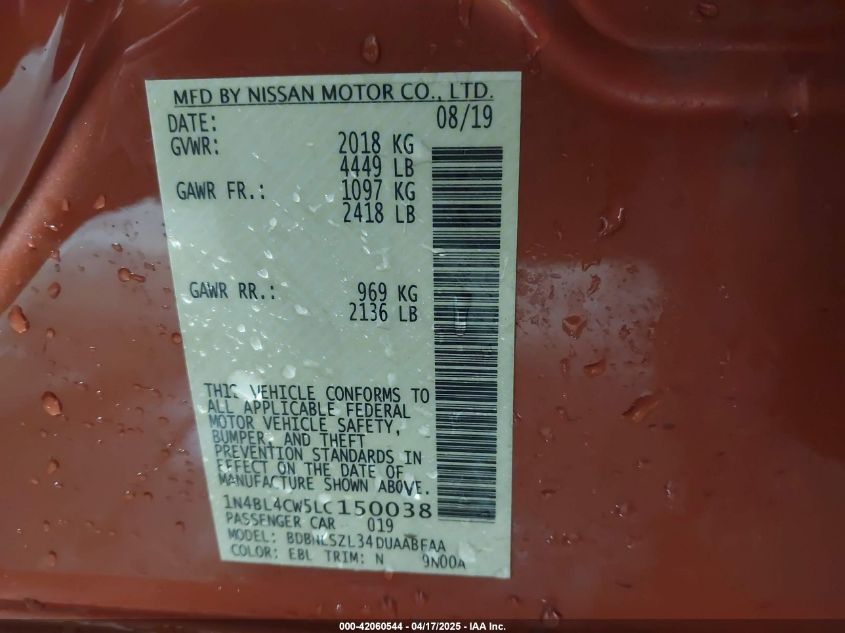 MFD BY NISSAN MOTOR CO., LTD.
DATE: 08/19
GVWR: 2018 KG
4449 LB
GAWR FR.: 1097 KG
2418 LB
GAWR RR.: 969 KG
2136 LB
THIS VEHICLE CONFORMS TO
ALL APPLICABLE FEDERAL
MOTOR VEHICLE SAFETY,
BUMPER, AND THEFT
PREVENTION STANDARDS IN
EFFECT ON THE DATE OF
MANUFACTURE SHOWN ABOVE.
1N4BL4CW5LC150038
PASSENGER CAR 019
MODEL: BDBNLSZL34DUAABFAA
COLOR: EBL TRIM: N 9N00A
000-42060544 - 04/17/2025 - IAA Inc.